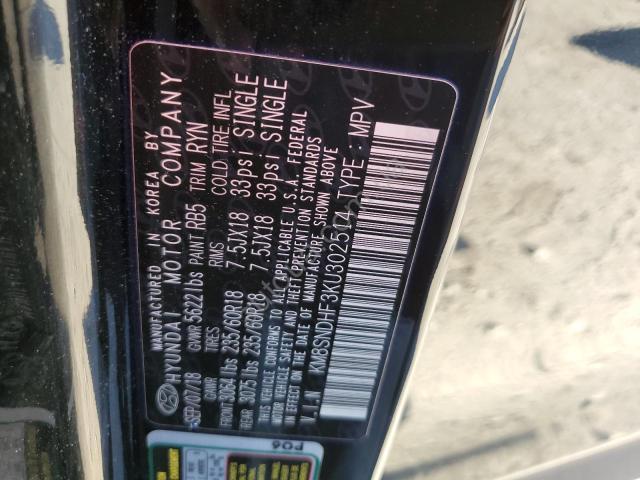 MANUFACTURED IN KOREA BY
HYUNDAI MOTOR COMPANY
SEP/07/18 GVWR 5622lbs PAINT RB5 TRIM RYN
GAWR TIRES RIMS COLD TIRE INFL
FRONT 3054lbs 235/60R18 7.5JX18 33psi SINGLE
REAR 3075lbs 235/60R18 7.5JX18 33psi SINGLE
THIS VEHICLE CONFORMS TO ALL APPLICABLE U.S.A. FEDERAL
MOTOR VEHICLE SAFETY AND THEFT PREVENTION STANDARDS
IN EFFECT ON THE DATE OF MANUFACTURE SHOWN ABOVE
V.I.N: KM8SNDHF3KU302514 TYPE: MPV
PC6